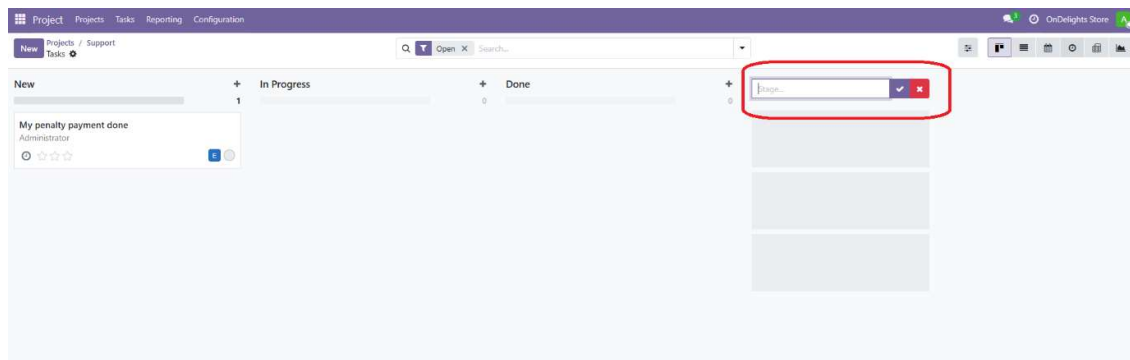 Project Projects Tasks Reporting Configuration 3 OnDelights Store A
New Projects / Support
Tasks
Open X Search...
New + In Progress + Done + Stage...
1 0 0
My penalty payment done
Administrator
E